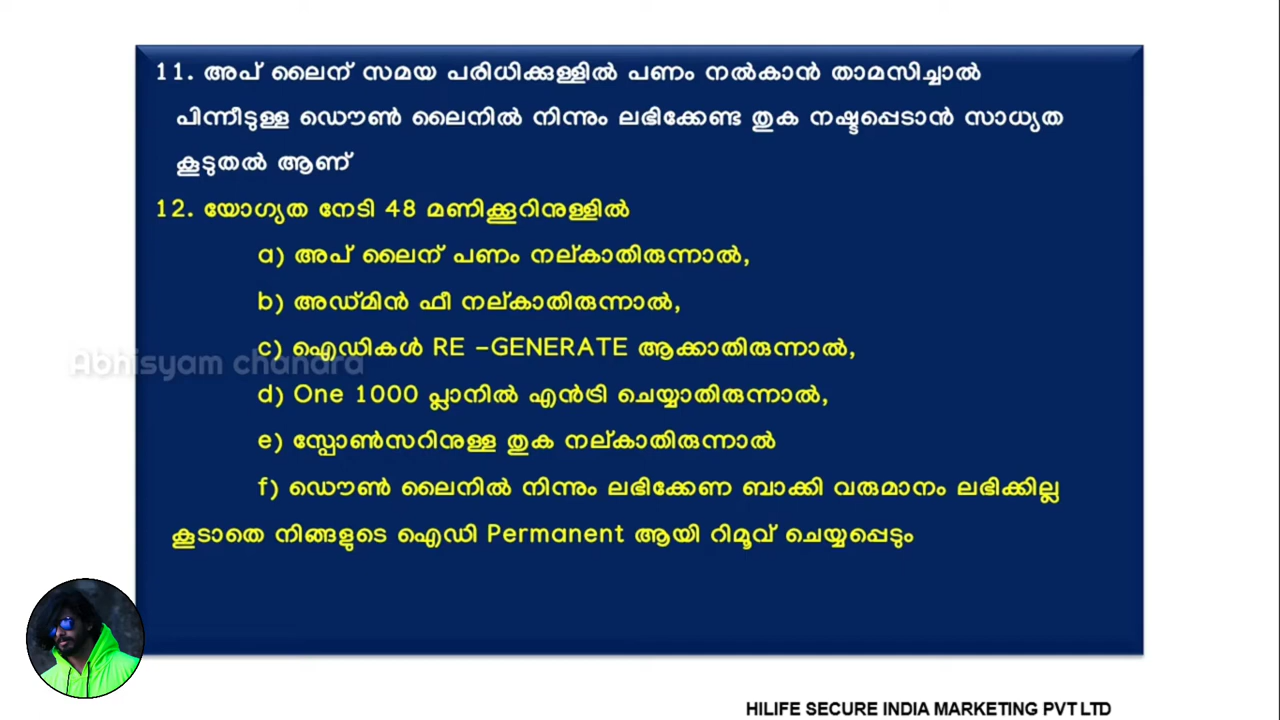 11. അപ് ലൈന് സമയ പരിധിക്കുള്ളിൽ പണം നൽകാൻ താമസിച്ചാൽ
പിന്നീടുള്ള ഡൌൺ ലൈനിൽ നിന്നും ലഭിക്കേണ്ട തുക നഷ്ടപ്പെടാൻ സാധ്യത
കൂടുതൽ ആണ്
12. യോഗ്യത നേടി 48 മണിക്കൂറിനുള്ളിൽ
a) അപ് ലൈന് പണം നല്കാതിരുന്നാൽ,
b) അഡ്മിൻ ഫീ നല്കാതിരുന്നാൽ,
c) ഐഡികൾ RE –GENERATE ആക്കാതിരുന്നാൽ,
Abhisyam chandra
d) One 1000 പ്ലാനിൽ എൻട്രി ചെയ്യാതിരുന്നാൽ,
e) സ്പോൺസറിനുള്ള തുക നല്കാതിരുന്നാൽ
f) ഡൌൺ ലൈനിൽ നിന്നും ലഭിക്കേണ ബാക്കി വരുമാനം ലഭിക്കില്ല
കൂടാതെ നിങ്ങളുടെ ഐഡി Permanent ആയി റിമൂവ് ചെയ്യപ്പെടും
HILIFE SECURE INDIA MARKETING PVT LTD